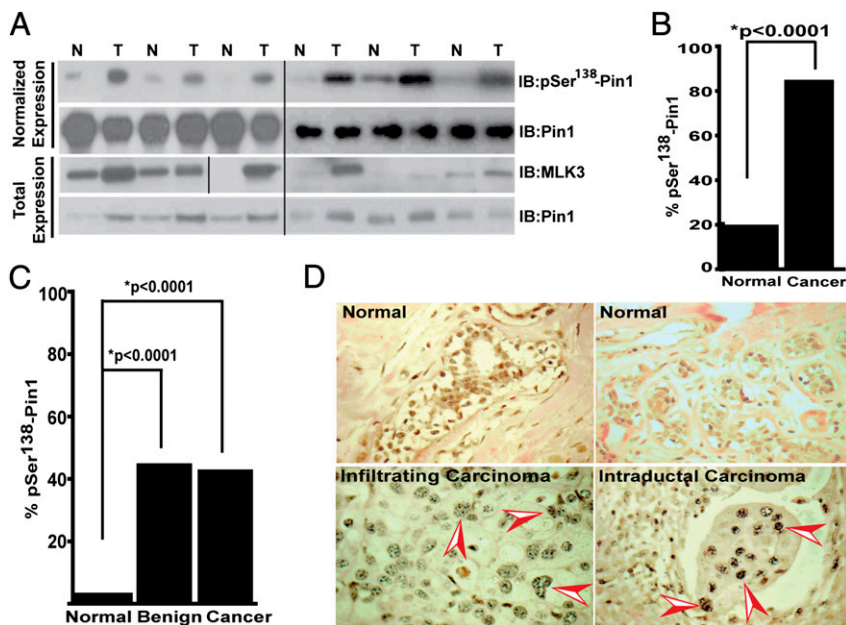 A
N T N T N T N T N T N T
Normalized
Expression
IB:pSer138-Pin1
IB:Pin1
Total
Expression
IB:MLK3
IB:Pin1
B
*p<0.0001
% pSer138-Pin1
100
80
60
40
20
0
Normal Cancer
C
*p<0.0001
*p<0.0001
% pSer138-Pin1
100
80
60
40
20
Normal Benign Cancer
D
Normal
Normal
Infiltrating Carcinoma
Intraductal Carcinoma